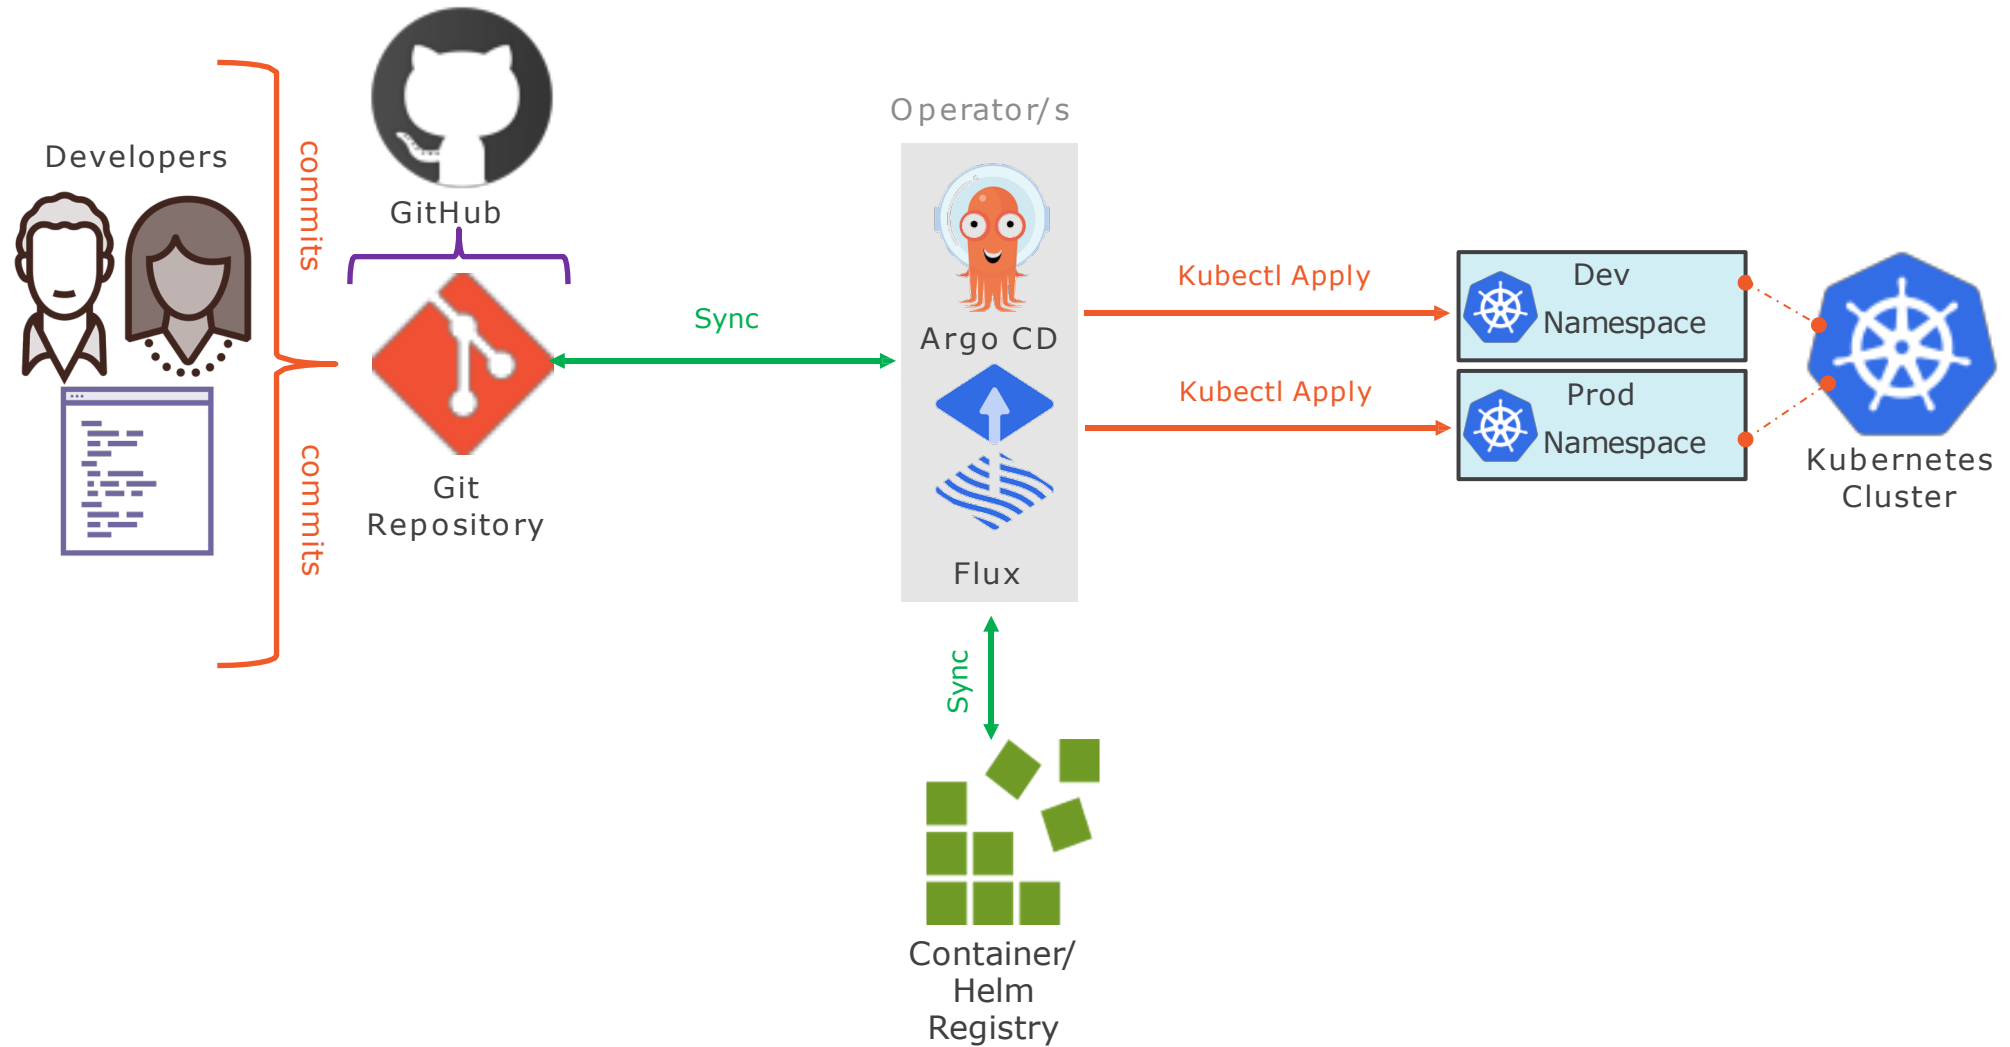 Developers
commits
commits
GitHub
Git
Repository
Sync
Operator/s
Argo CD
Flux
Sync
Container/
Helm
Registry
Kubectl Apply
Kubectl Apply
Dev
Namespace
Prod
Namespace
Kubernetes
Cluster